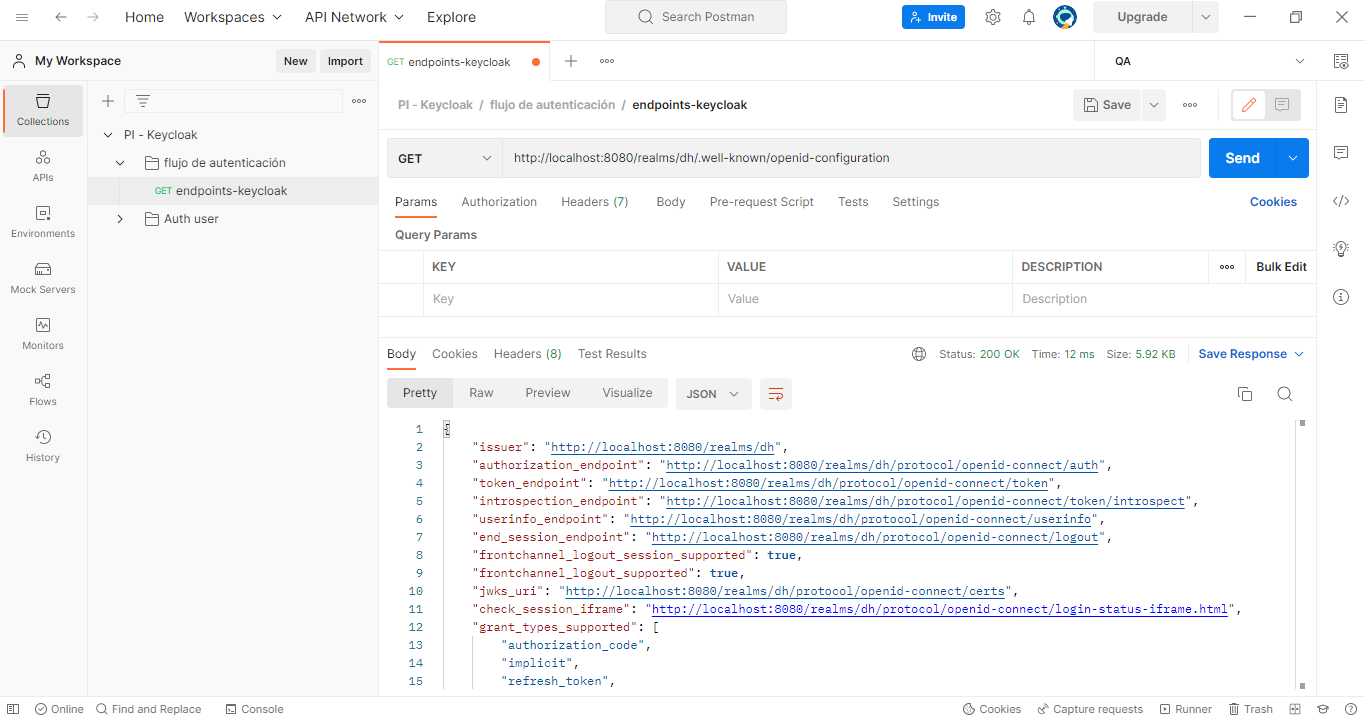 Home Workspaces API Network Explore Search Postman Invite Upgrade
My Workspace New Import GET endpoints-keycloak QA
Collections
APIs
Environments
Mock Servers
Monitors
Flows
History
PI - Keycloak
flujo de autenticación
GET endpoints-keycloak
Auth user
PI - Keycloak / flujo de autenticación / endpoints-keycloak Save
GET http://localhost:8080/realms/dh/.well-known/openid-configuration Send
Params Authorization Headers (7) Body Pre-request Script Tests Settings Cookies
Query Params
KEY VALUE DESCRIPTION Bulk Edit
Key Value Description
Body Cookies Headers (8) Test Results Status: 200 OK Time: 12 ms Size: 5.92 KB Save Response
Pretty Raw Preview Visualize JSON
1 {
2 "issuer": "http://localhost:8080/realms/dh",
3 "authorization_endpoint": "http://localhost:8080/realms/dh/protocol/openid-connect/auth",
4 "token_endpoint": "http://localhost:8080/realms/dh/protocol/openid-connect/token",
5 "introspection_endpoint": "http://localhost:8080/realms/dh/protocol/openid-connect/token/introspect",
6 "userinfo_endpoint": "http://localhost:8080/realms/dh/protocol/openid-connect/userinfo",
7 "end_session_endpoint": "http://localhost:8080/realms/dh/protocol/openid-connect/logout",
8 "frontchannel_logout_session_supported": true,
9 "frontchannel_logout_supported": true,
10 "jwks_uri": "http://localhost:8080/realms/dh/protocol/openid-connect/certs",
11 "check_session_iframe": "http://localhost:8080/realms/dh/protocol/openid-connect/login-status-iframe.html",
12 "grant_types_supported": [
13 "authorization_code",
14 "implicit",
15 "refresh_token",
Online Find and Replace Console Cookies Capture requests Runner Trash